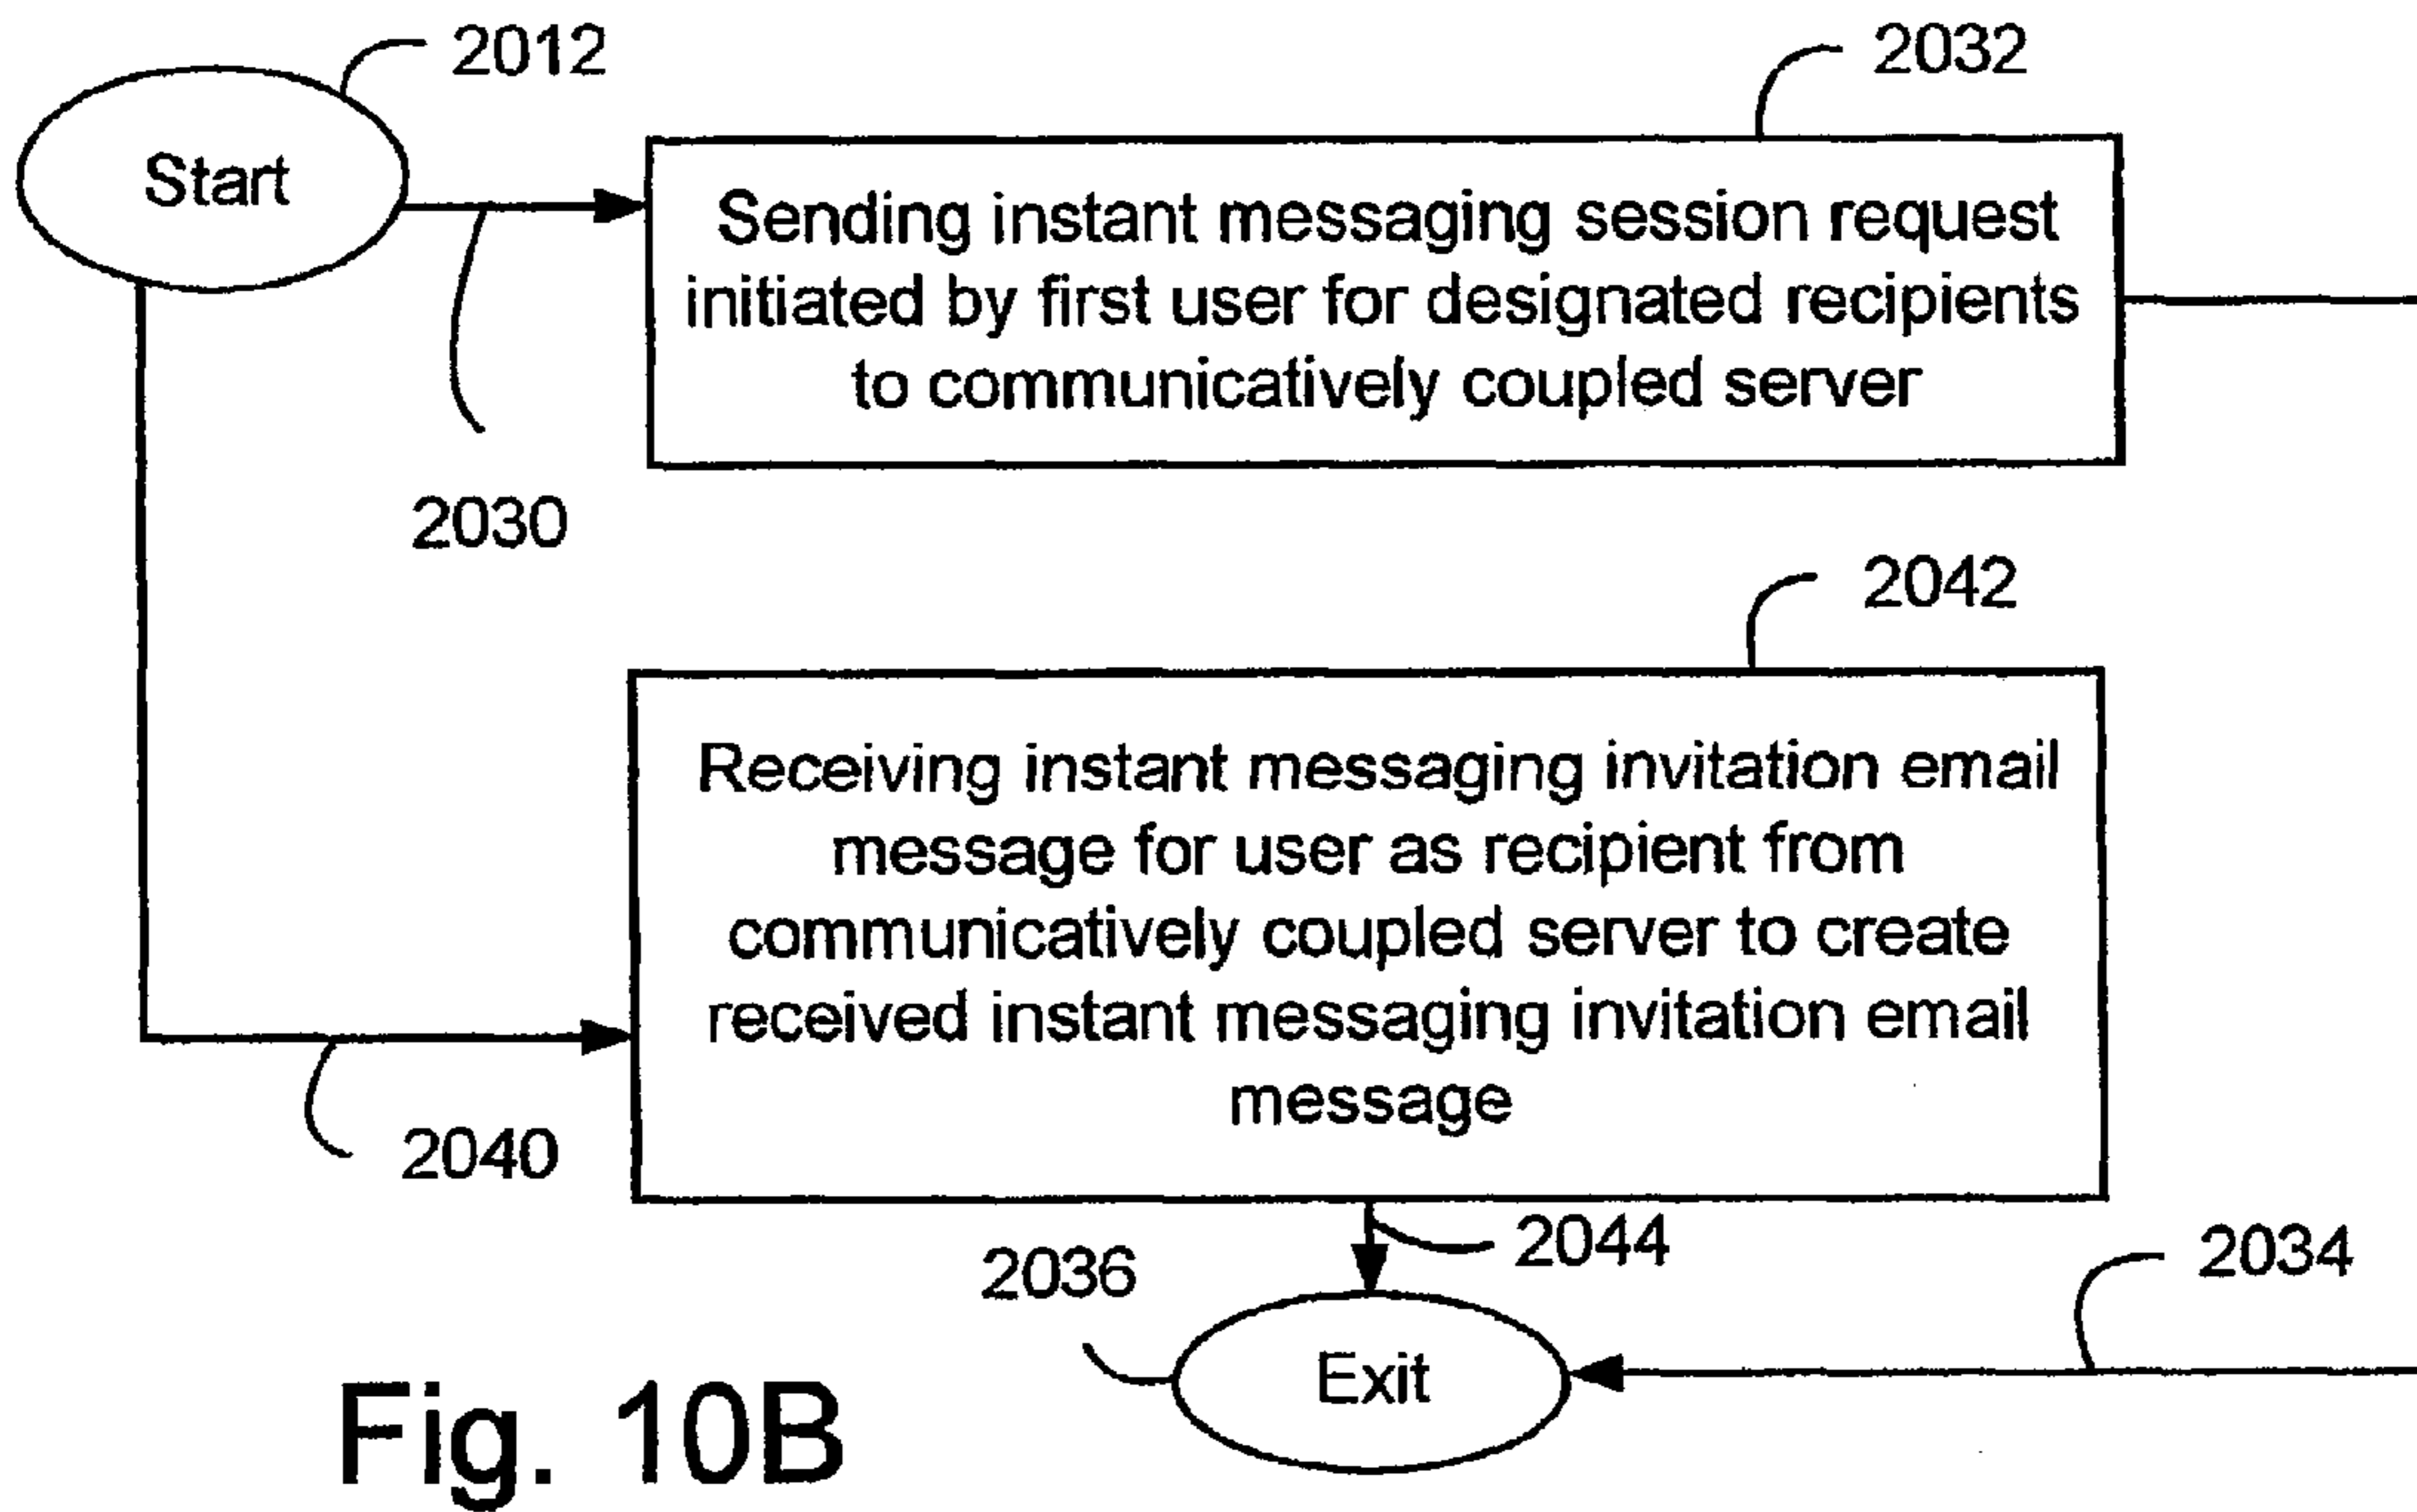 2012
2032
Start
Sending instant messaging session request
initiated by first user for designated recipients
to communicatively coupled server
2030
2042
Receiving instant messaging invitation email
message for user as recipient from
communicatively coupled server to create
received instant messaging invitation email
message
2040
2044
2036
2034
Exit
Fig. 10B